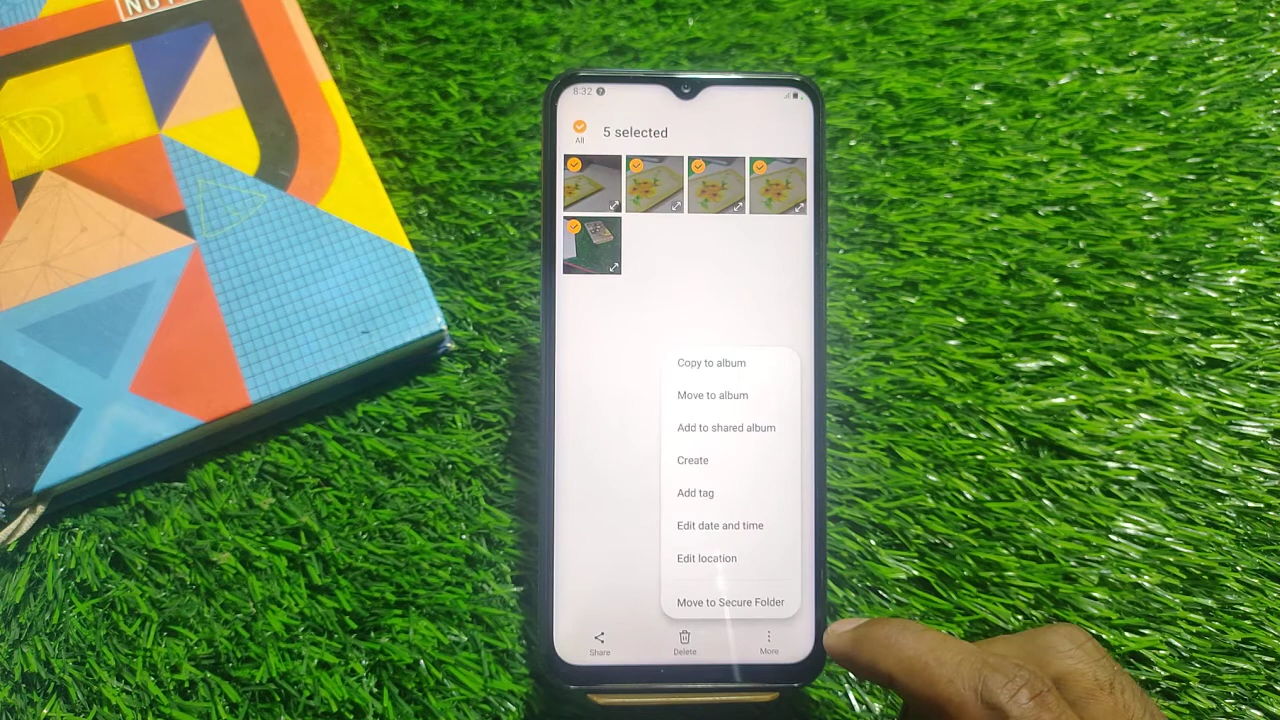 8:32
All
5 selected
Copy to album
Move to album
Add to shared album
Create
Add tag
Edit date and time
Edit location
Move to Secure Folder
Share
Delete
More